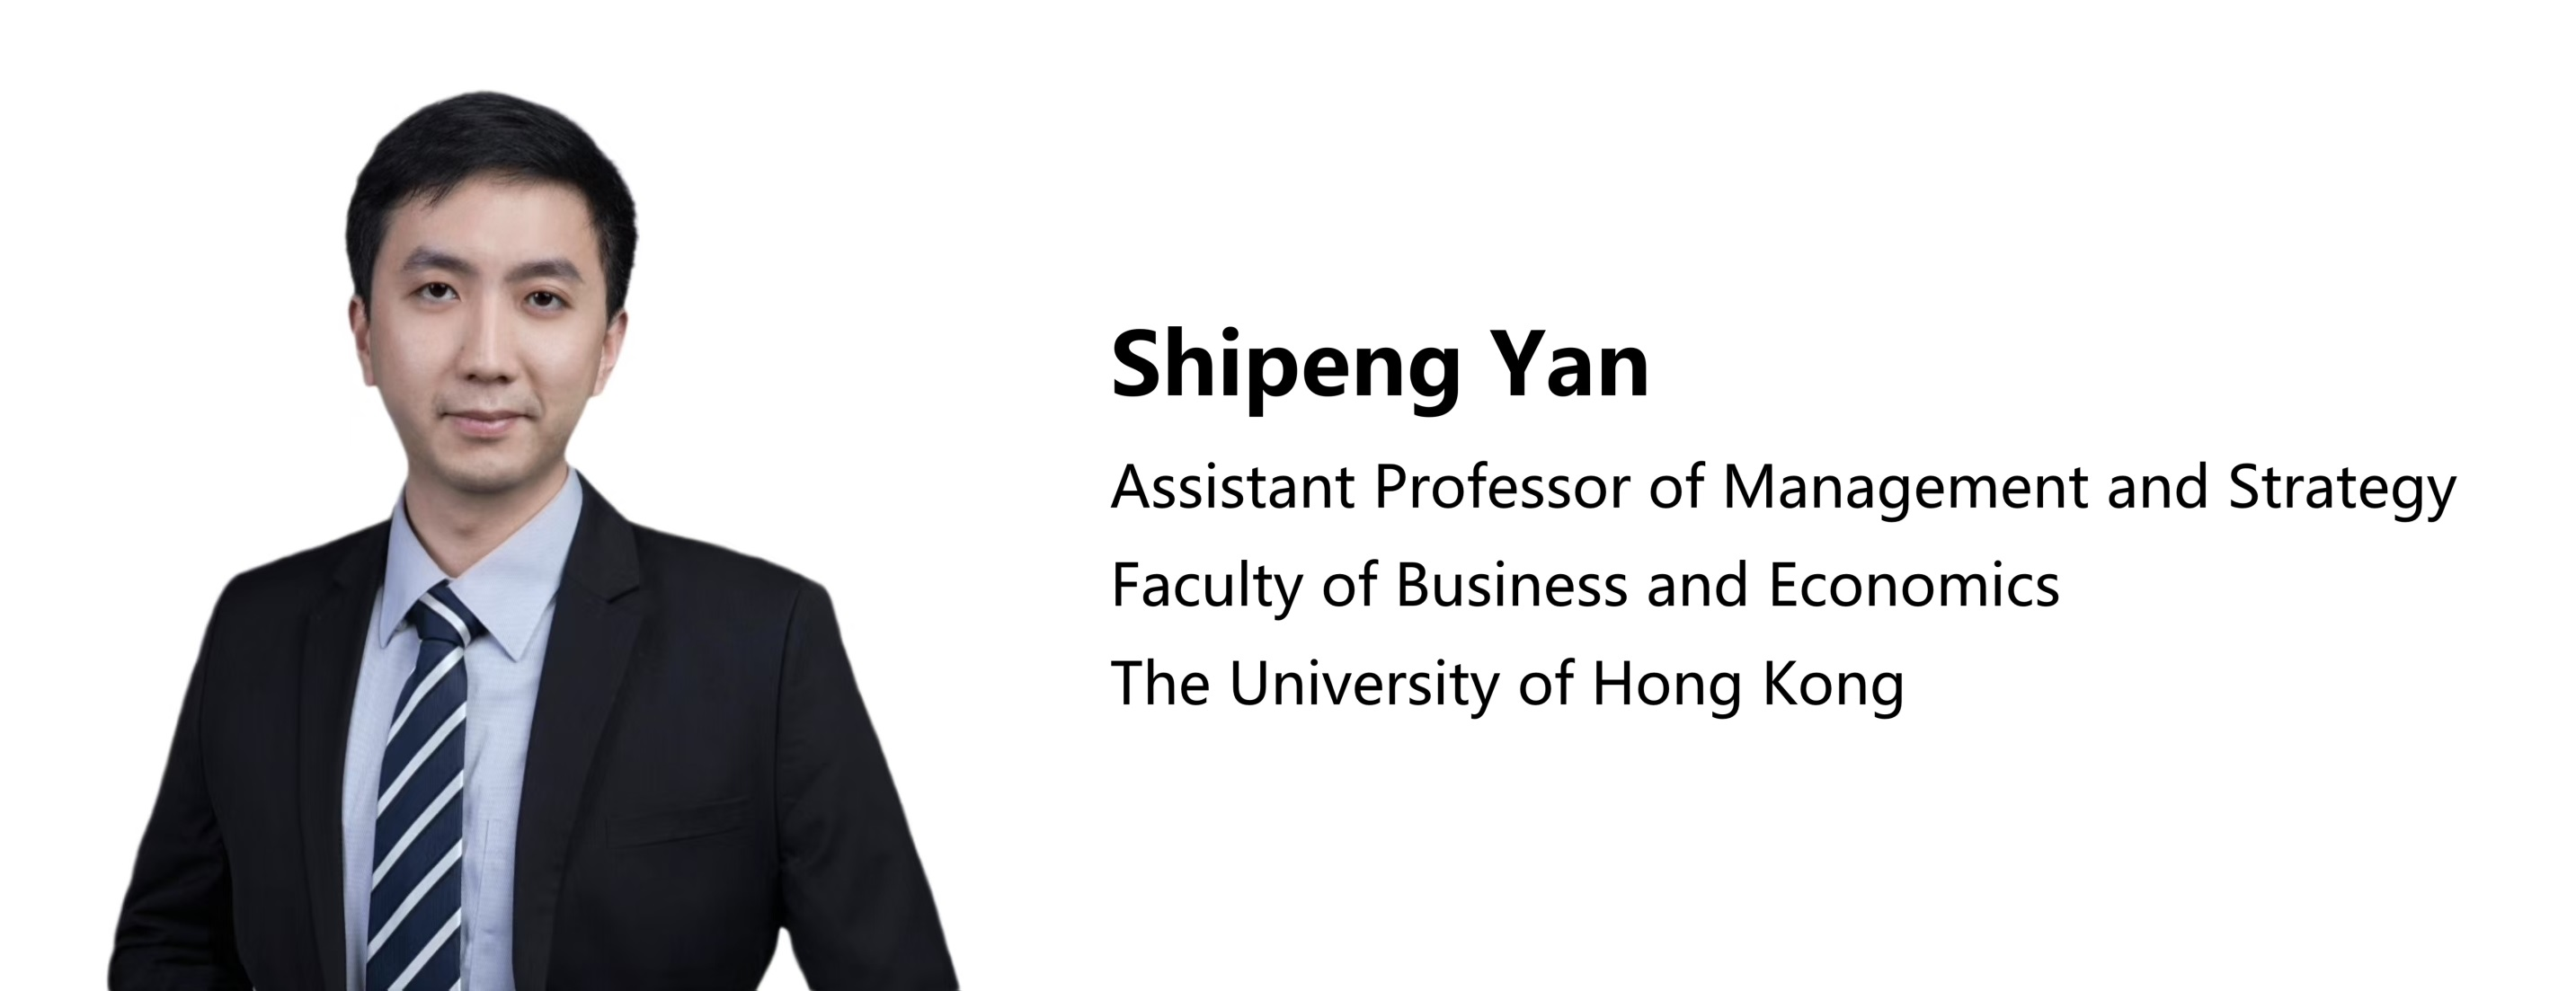 Shipeng Yan
Assistant Professor of Management and Strategy
Faculty of Business and Economics
The University of Hong Kong